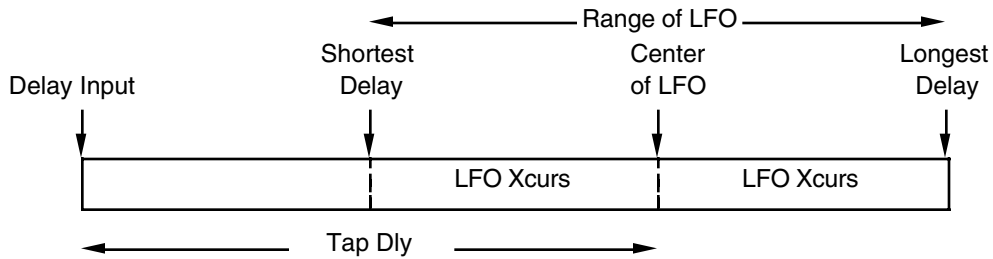 Range of LFO
Delay Input
Shortest
Delay
Center
of LFO
Longest
Delay
LFO Xcurs
LFO Xcurs
Tap Dly